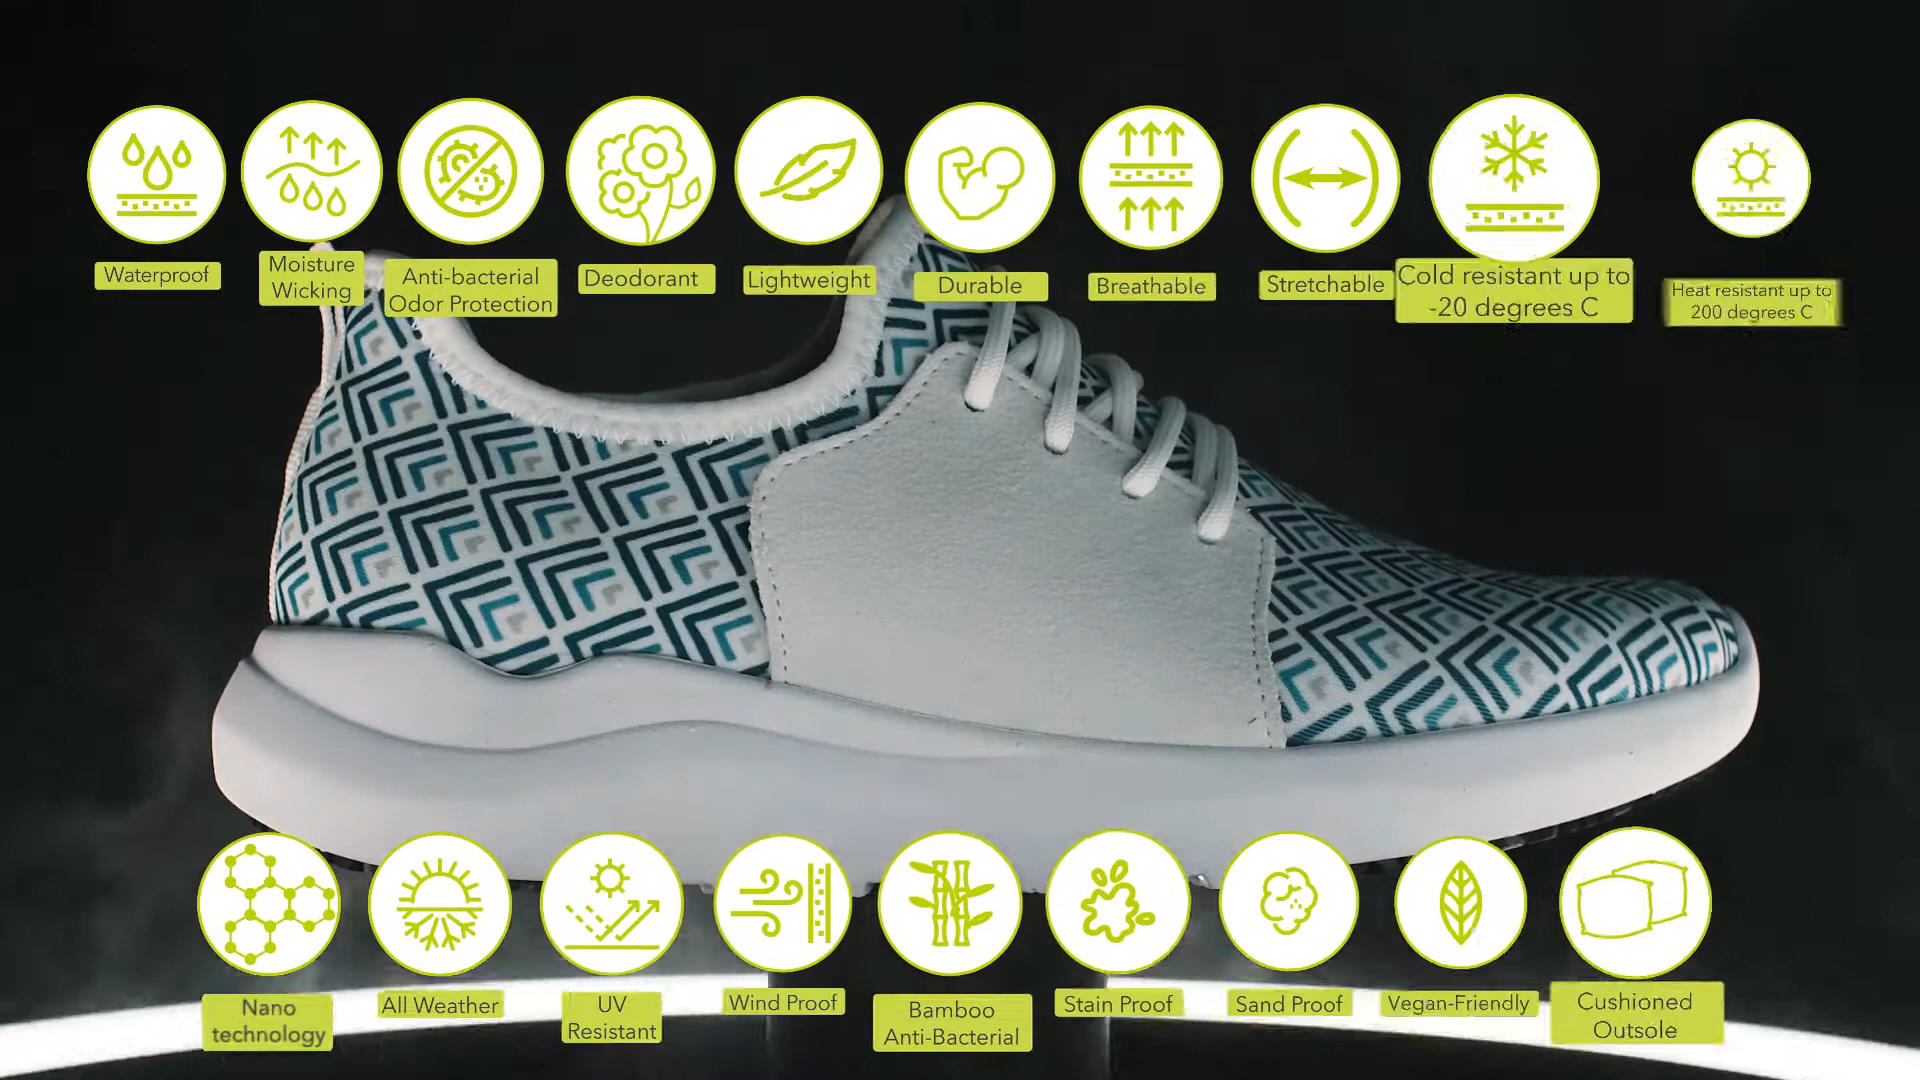 Waterproof
Moisture
Wicking
Anti-bacterial
Odor Protection
Deodorant
Lightweight
Durable
Breathable
Stretchable
Cold resistant up to
-20 degrees C
Heat resistant up to
200 degrees C
Nano
technology
All Weather
UV
Resistant
Wind Proof
Bamboo
Anti-Bacterial
Stain Proof
Sand Proof
Vegan-Friendly
Cushioned
Outsole